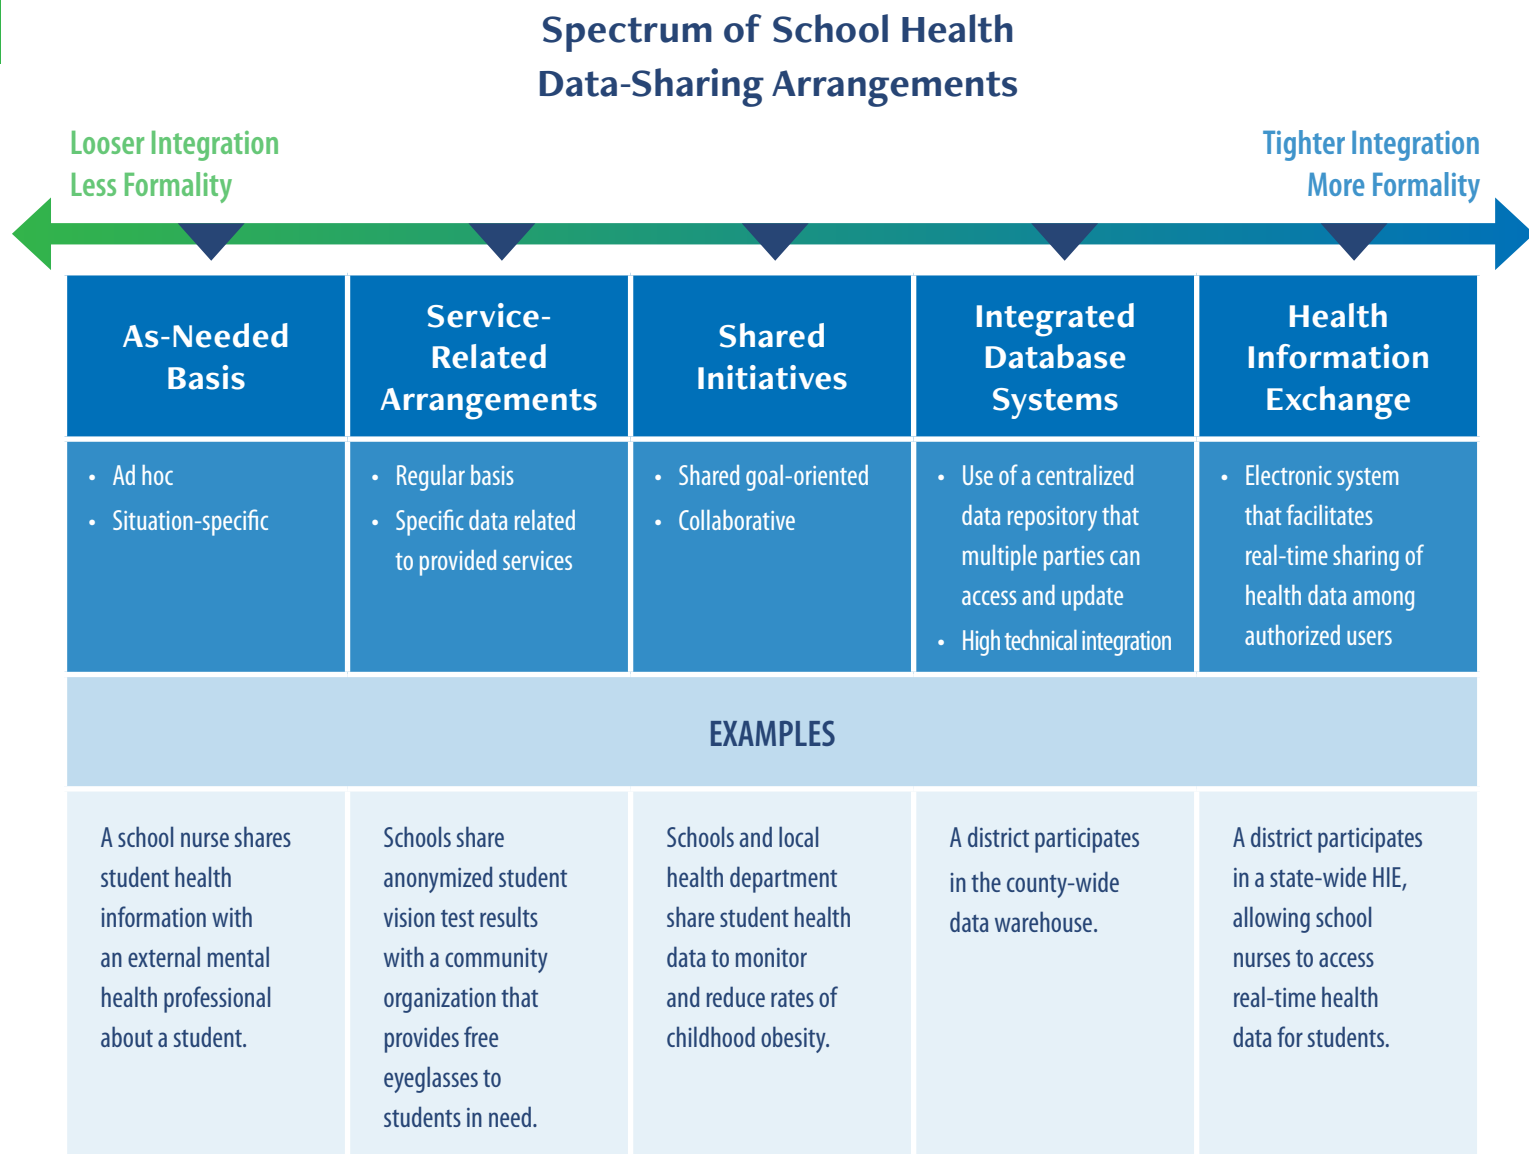 Spectrum of School Health
Data-Sharing Arrangements
Looser Integration
Less Formality
Tighter Integration
More Formality
As-Needed
Basis
Service-
Related
Arrangements
Shared
Initiatives
Integrated
Database
Systems
Health
Information
Exchange
• Ad hoc
• Situation-specific
• Regular basis
• Specific data related
to provided services
• Shared goal-oriented
• Collaborative
• Use of a centralized
data repository that
multiple parties can
access and update
• High technical integration
• Electronic system
that facilitates
real-time sharing of
health data among
authorized users
EXAMPLES
A school nurse shares
student health
information with
an external mental
health professional
about a student.
Schools share
anonymized student
vision test results
with a community
organization that
provides free
eyeglasses to
students in need.
Schools and local
health department
share student health
data to monitor
and reduce rates of
childhood obesity.
A district participates
in the county-wide
data warehouse.
A district participates
in a state-wide HIE,
allowing school
nurses to access
real-time health
data for students.